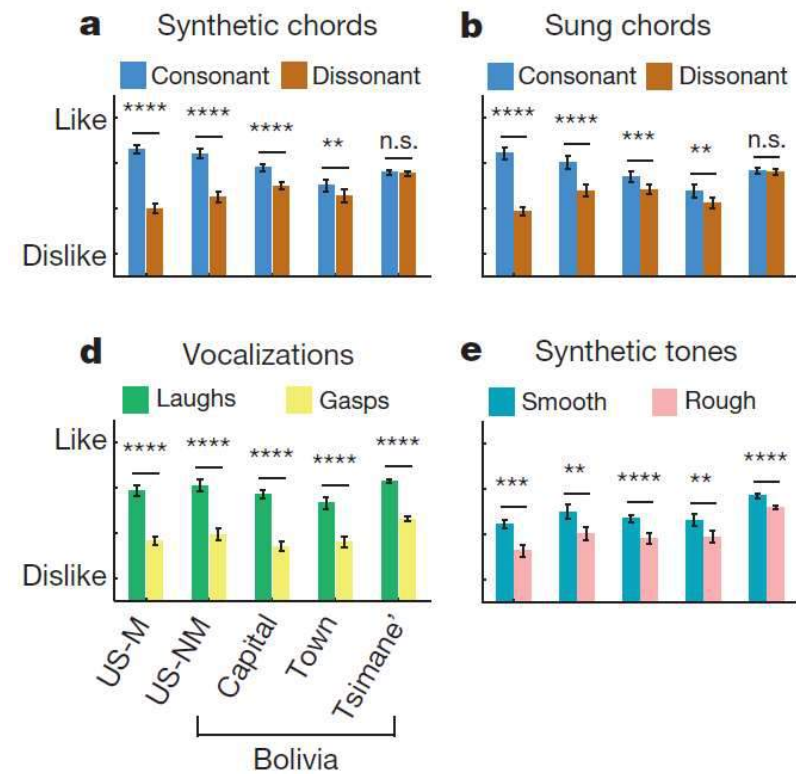 a Synthetic chords
Consonant Dissonant
Like
Dislike
**** **** **** ** n.s.
b Sung chords
Consonant Dissonant
**** **** *** ** n.s.
d Vocalizations
Laughs Gasps
Like
Dislike
**** **** **** **** ****
US-M
US-NM
Capital
Town
Tsimane'
Bolivia
e Synthetic tones
Smooth Rough
*** ** **** ** ****